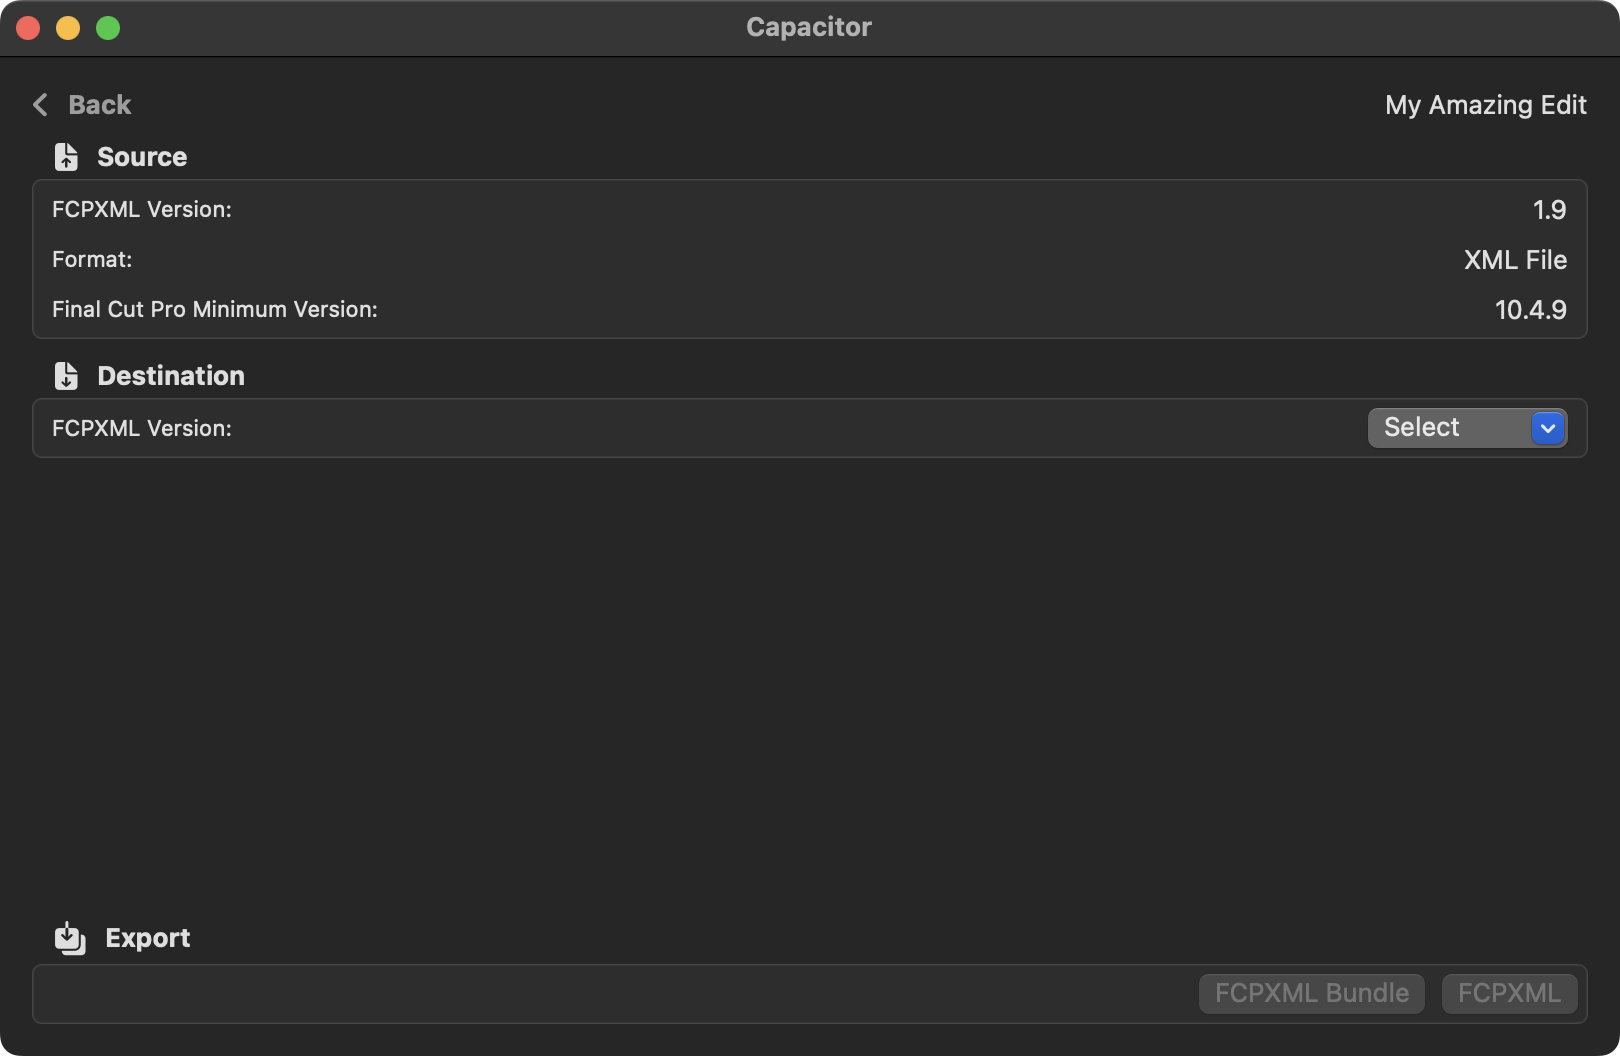 Capacitor
Back
My Amazing Edit
Source
FCPXML Version: 1.9
Format: XML File
Final Cut Pro Minimum Version: 10.4.9
Destination
FCPXML Version: Select
Export
FCPXML Bundle FCPXML